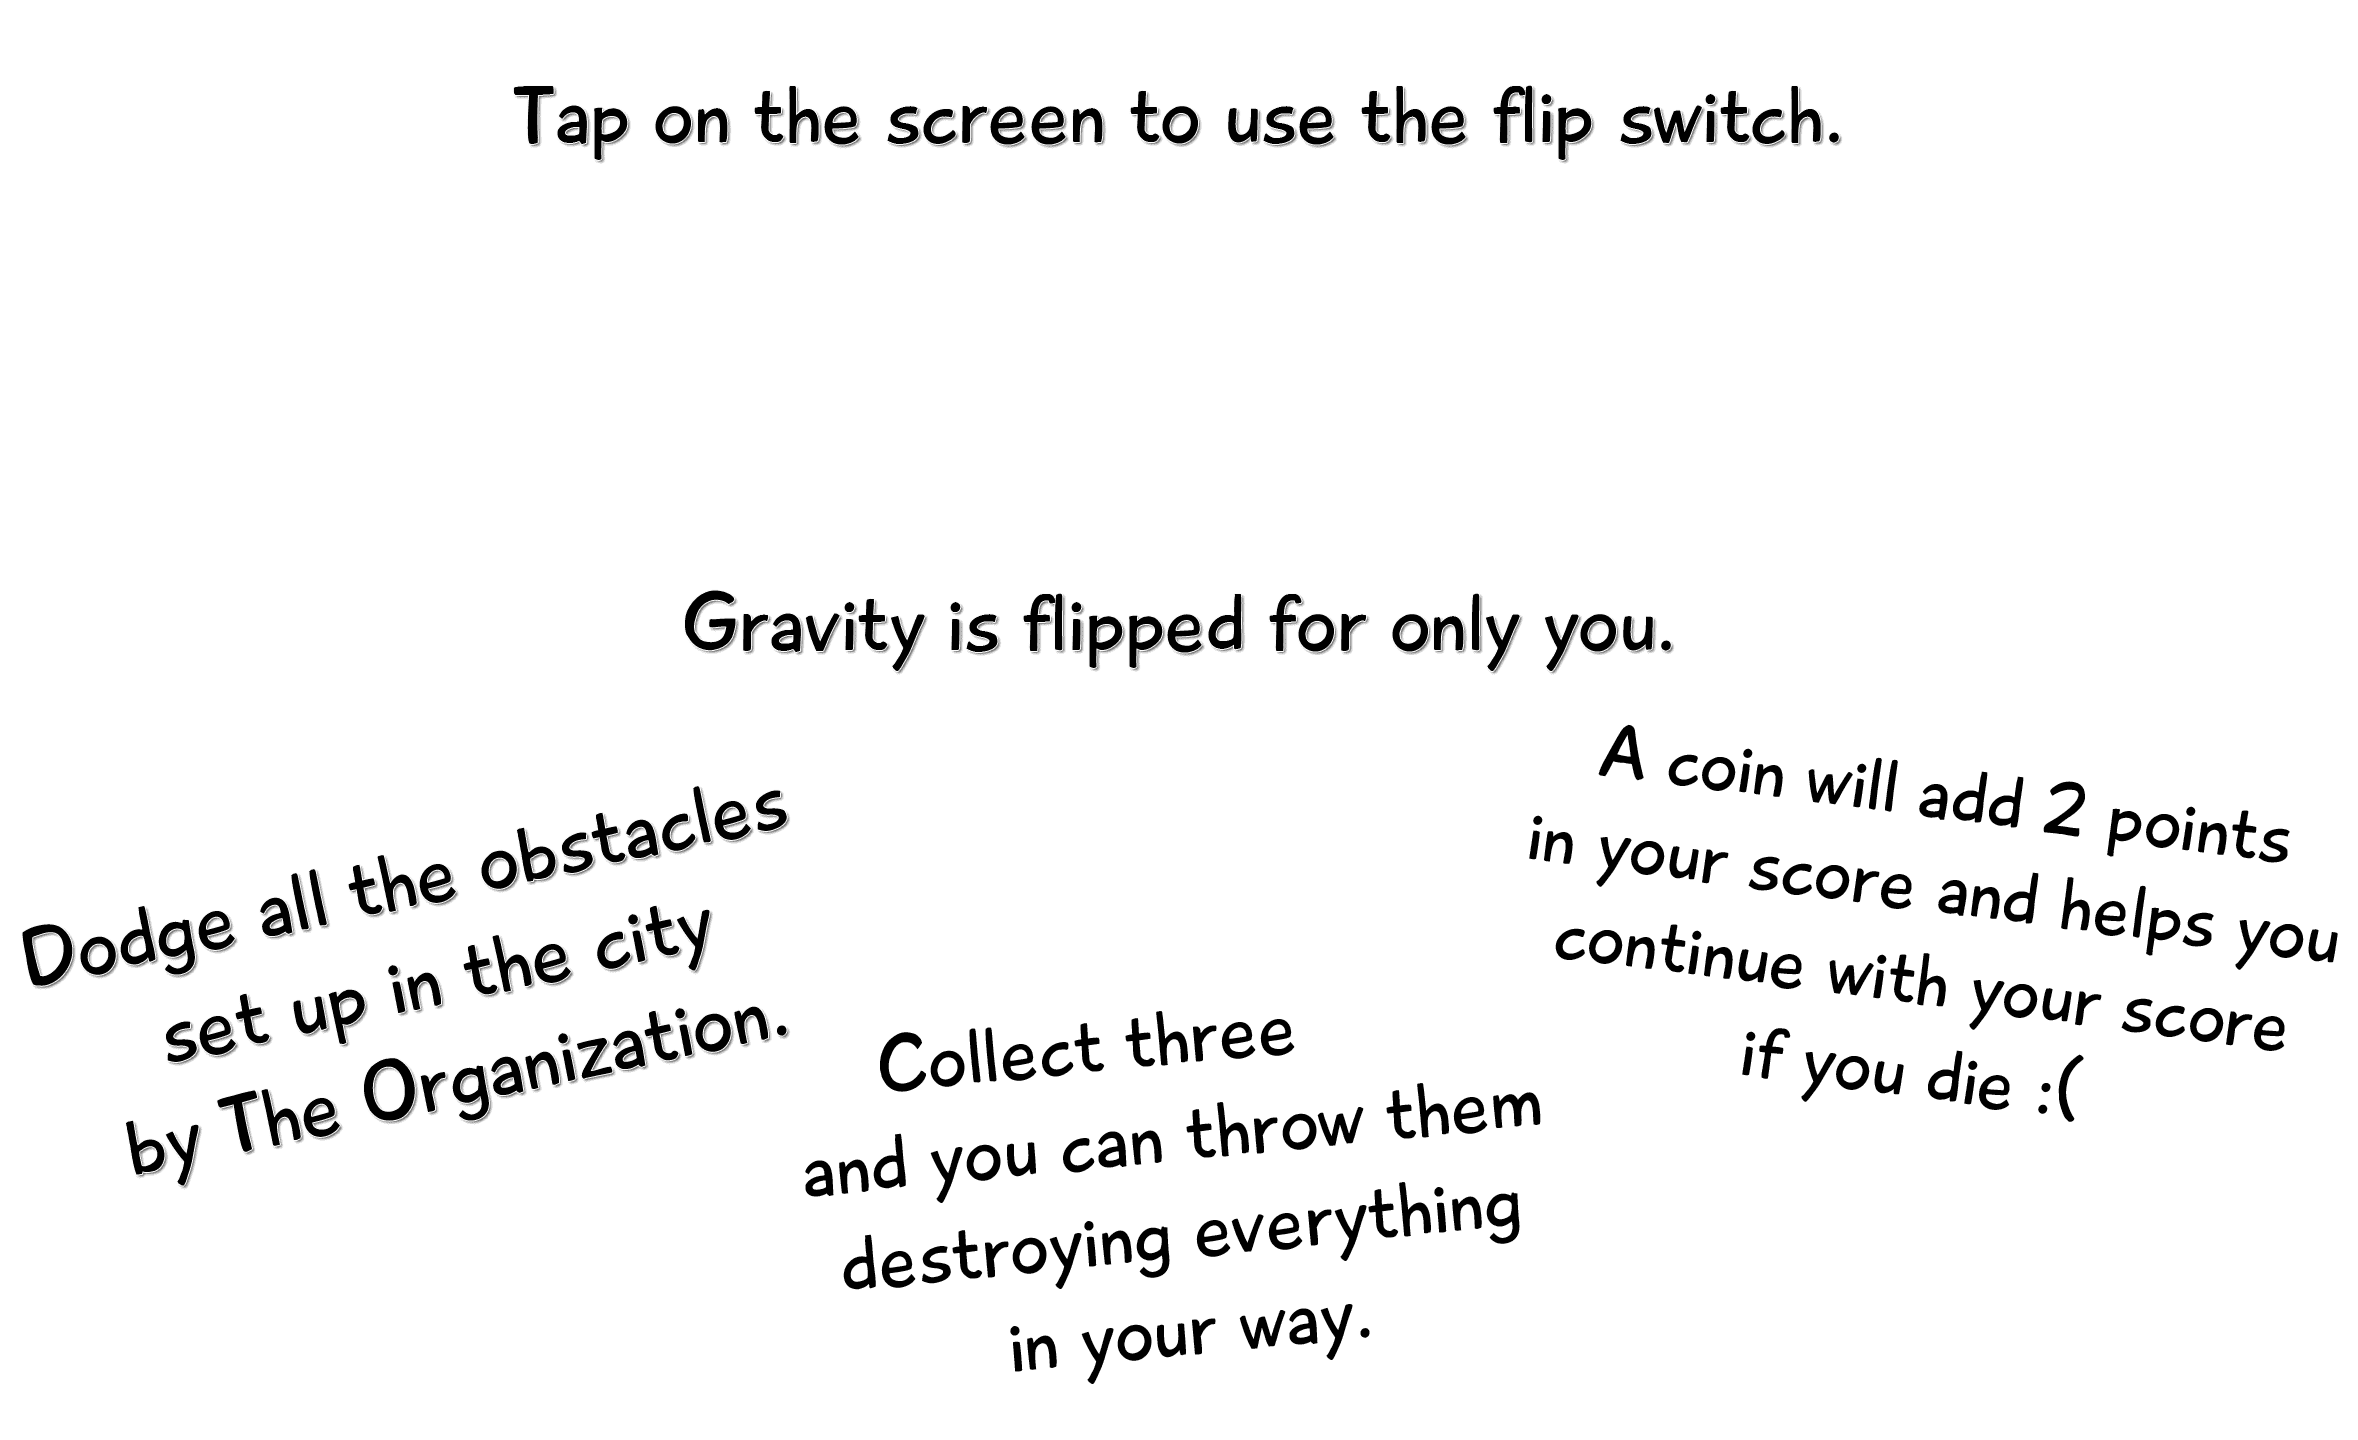 Tap on the screen to use the flip switch.
Gravity is flipped for only you.
Dodge all the obstacles
set up in the city
by The Organization.
Collect three
and you can throw them
destroying everything
in your way.
A coin will add 2 points
in your score and helps you
continue with your score
if you die :(